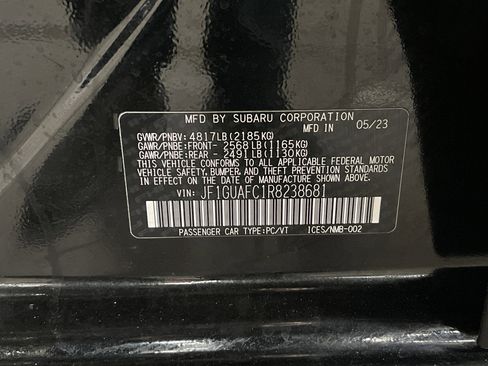 MFD BY SUBARU CORPORATION
MFD IN 05/23
GVWR/PNBV: 4817LB(2185KG)
GAWR/PNBE:FRONT- 2568LB(1165KG)
GAWR/PNBE:REAR - 2491LB(1130KG)
THIS VEHICLE CONFORMS TO ALL APPLICABLE FEDERAL MOTOR
VEHICLE SAFETY, BUMPER, AND THEFT PREVENTION STANDARDS
IN EFFECT ON THE DATE OF MANUFACTURE SHOWN ABOVE.
VIN: JF1GUAFC1R8238681
PASSENGER CAR TYPE:PC/VT ICES/NMB-002